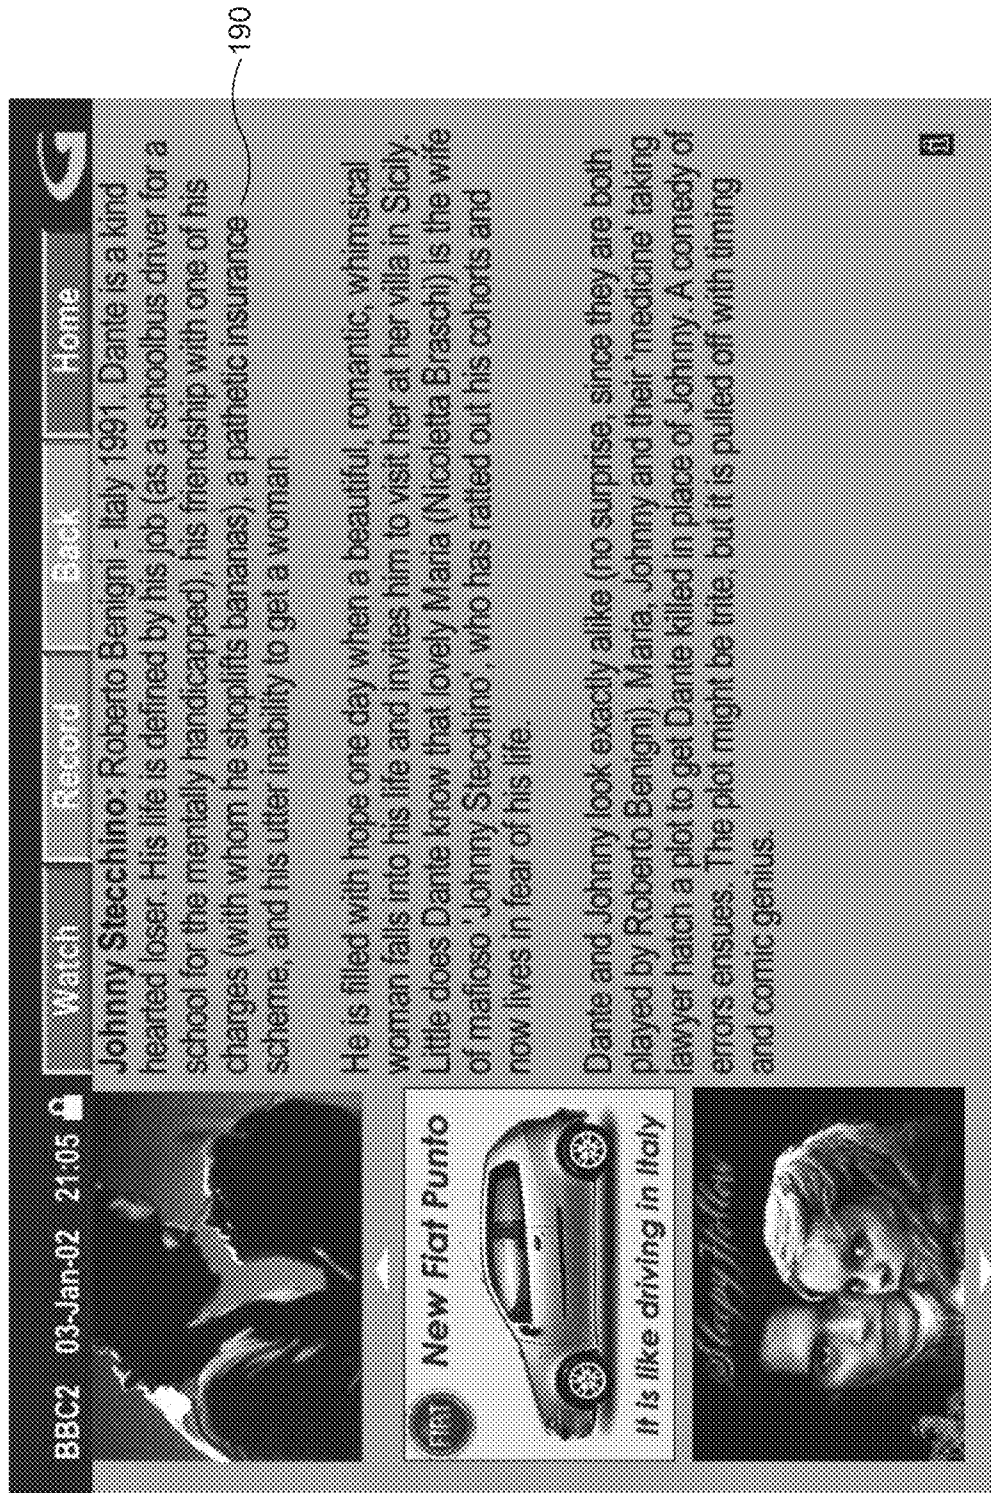 BBC2 03-Jan-02 21:05
Watch Record Back Home
Johnny Stecchino: Roberto Benigni - Italy 1991. Dante is a kind
hearted loser. His life is defined by his job (as a schoolbus driver for a
school for the mentally handicapped), his friendship with one of his
charges (with whom he shoplifts bananas), a pathetic insurance
scheme, and his utter inability to get a woman.
He is filled with hope one day when a beautiful, romantic, whimsical
woman falls into his life and invites him to visit her at her villa in Sicily.
Little does Dante know that lovely Maria (Nicoletta Braschi) is the wife
of mafioso 'Johnny Stecchino', who has ratted out his cohorts and
now lives in fear of his life.
Dante and Johnny look exactly alike (no surprise, since they are both
played by Roberto Benigni). Maria, Johnny and their 'medicine' taking
lawyer hatch a plot to get Dante killed in place of Johnny. A comedy of
errors ensues. The plot might be trite, but it is pulled off with timing
and comic genius.
New Fiat Punto
It is like driving in Italy
190